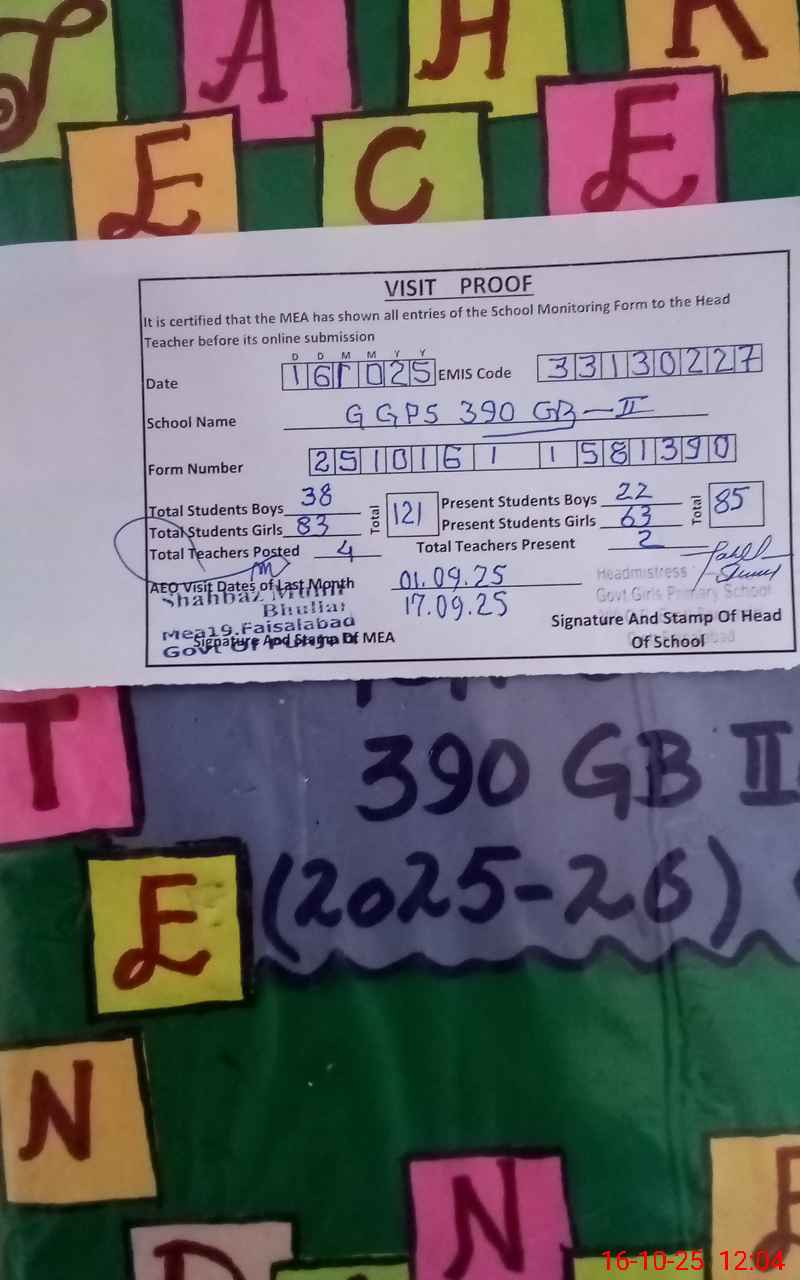 T A H K
E C E
VISIT PROOF
It is certified that the MEA has shown all entries of the School Monitoring Form to the Head
Teacher before its online submission
D D M M Y Y
Date 161025 EMIS Code 33130227
School Name GGPS 390 GB-II
Form Number 2510161 1581390
Total Students Boys 38 Total 121 Present Students Boys 22 Total 85
Total Students Girls 83 Present Students Girls 63
Total Teachers Posted 4 Total Teachers Present 2
AEO Visit Dates of Last Month 01.09.25
17.09.25
Shahbaz
Bhullar
Mea19.Faisalabad
Govt Of Punjab
Signature And Stamp Of MEA
Headmistress
Govt Girls Primary School
Signature And Stamp Of Head
Of School
T
390 GB II
E
(2025-26)
N
N
16-10-25 12:04